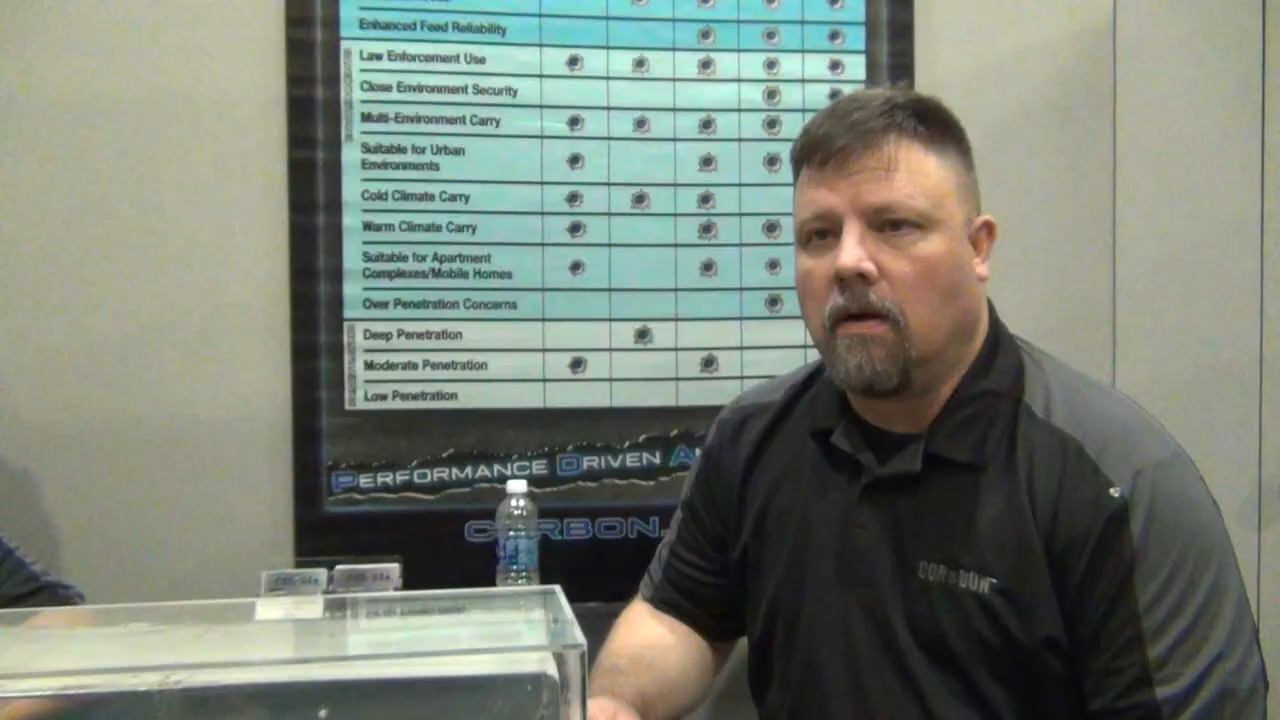 Enhanced Feed Reliability
Law Enforcement Use
Close Environment Security
Multi-Environment Carry
Suitable for Urban
Environments
Cold Climate Carry
Warm Climate Carry
Suitable for Apartment
Complexes/Mobile Homes
Over Penetration Concerns
Deep Penetration
Moderate Penetration
Low Penetration
PERFORMANCE DRIVEN
CORBON